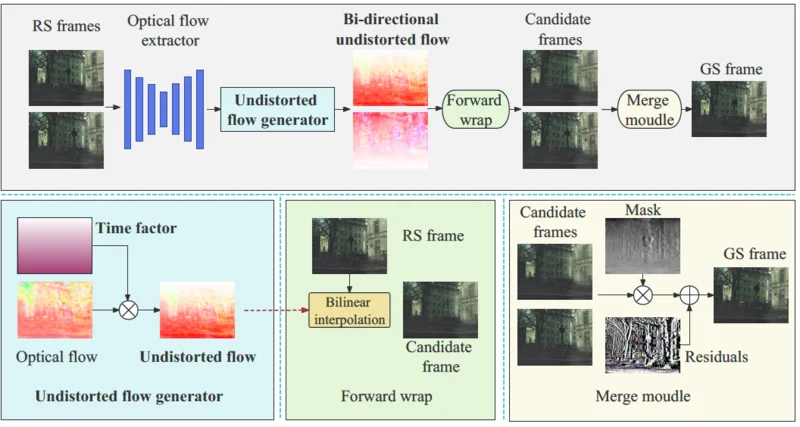 RS frames
Optical flow
extractor
Bi-directional
undistorted flow
Candidate
frames
GS frame
Undistorted
flow generator
Forward
wrap
Merge
moudle
Time factor
Optical flow
Undistorted flow
Undistorted flow generator
RS frame
Bilinear
interpolation
Candidate
frame
Forward wrap
Candidate
frames
Mask
GS frame
Residuals
Merge moudle